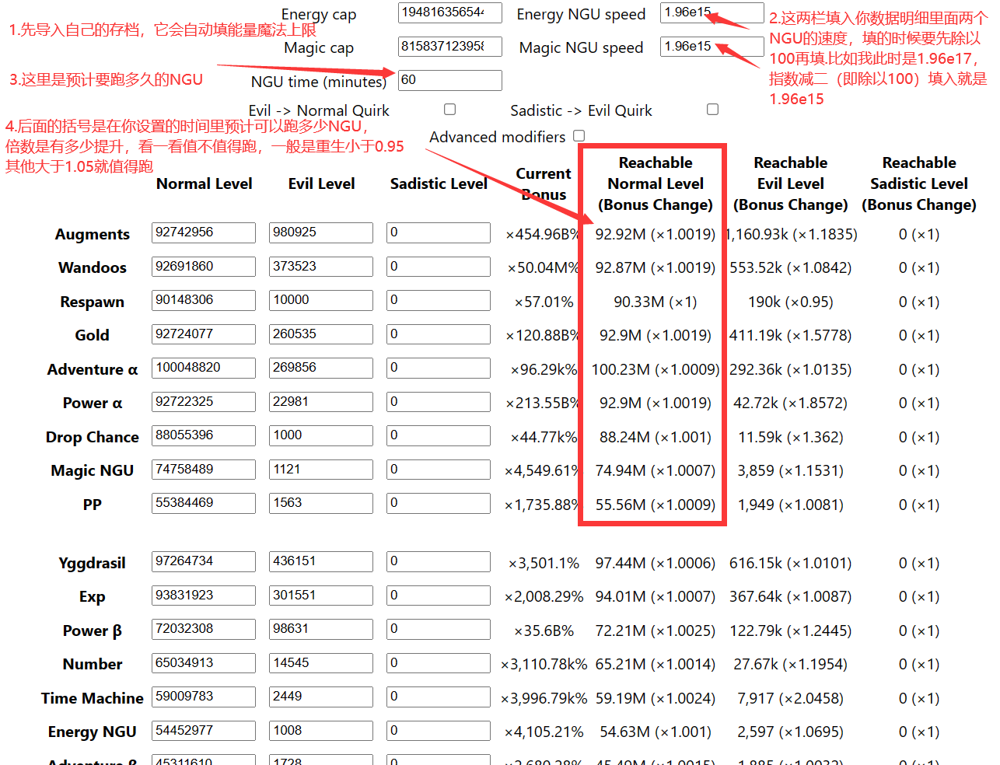 Energy cap 194816356544 Energy NGU speed 1.96e15
1.先导入自己的存档，它会自动填能量魔法上限
Magic cap 815837123958 Magic NGU speed 1.96e15
2.这两栏填入你数据明细里面两个
NGU的速度，填的时候要先除以
100再填.比如我此时是1.96e17，
指数减二（即除以100）填入就是
1.96e15
3.这里是预计要跑多久的NGU
NGU time (minutes) 60
Evil -> Normal Quirk Sadistic -> Evil Quirk
Advanced modifiers
4.后面的括号是在你设置的时间里预计可以跑多少NGU，
倍数是有多少提升，看一看值不值得跑，一般是重生小于0.95
其他大于1.05就值得跑
Normal Level Evil Level Sadistic Level Current Bonus Reachable Normal Level (Bonus Change) Reachable Evil Level (Bonus Change) Reachable Sadistic Level (Bonus Change)
Augments 92742956 980925 0 ×454.96B% 92.92M (×1.0019) 1,160.93k (×1.1835) 0 (×1)
Wandoos 92691860 373523 0 ×50.04M% 92.87M (×1.0019) 553.52k (×1.0842) 0 (×1)
Respawn 90148306 10000 0 ×57.01% 90.33M (×1) 190k (×0.95) 0 (×1)
Gold 92724077 260535 0 ×120.88B% 92.9M (×1.0019) 411.19k (×1.5778) 0 (×1)
Adventure α 100048820 269856 0 ×96.29k% 100.23M (×1.0009) 292.36k (×1.0135) 0 (×1)
Power α 92722325 22981 0 ×213.55B% 92.9M (×1.0019) 42.72k (×1.8572) 0 (×1)
Drop Chance 88055396 1000 0 ×44.77k% 88.24M (×1.001) 11.59k (×1.362) 0 (×1)
Magic NGU 74758489 1121 0 ×4,549.61% 74.94M (×1.0007) 3,859 (×1.1531) 0 (×1)
PP 55384469 1563 0 ×1,735.88% 55.56M (×1.0009) 1,949 (×1.0081) 0 (×1)
Yggdrasil 97264734 436151 0 ×3,501.1% 97.44M (×1.0006) 616.15k (×1.0101) 0 (×1)
Exp 93831923 301551 0 ×2,008.29% 94.01M (×1.0007) 367.64k (×1.0087) 0 (×1)
Power β 72032308 98631 0 ×35.6B% 72.21M (×1.0025) 122.79k (×1.2445) 0 (×1)
Number 65034913 14545 0 ×3,110.78k% 65.21M (×1.0014) 27.67k (×1.1954) 0 (×1)
Time Machine 59009783 2449 0 ×3,996.79k% 59.19M (×1.0024) 7,917 (×2.0458) 0 (×1)
Energy NGU 54452977 1008 0 ×4,105.21% 54.63M (×1.001) 2,597 (×1.0695) 0 (×1)
Adventure β 45311610 1728 0 ×2,680.28% 45.49M (×1.0015) 1,885 (×1.0032) 0 (×1)